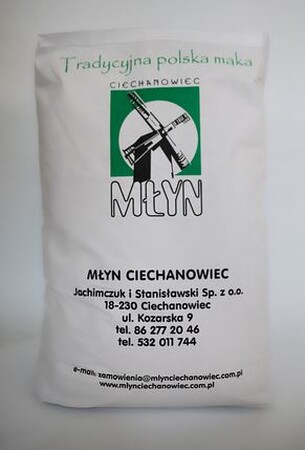 Tradycyjna polska mąka
CIECHANOWIEC
MŁYN
MŁYN CIECHANOWIEC
Jachimczuk i Stanisławski Sp. z o.o.
18-230 Ciechanowiec
ul. Kozarska 9
tel. 86 277 20 46
tel. 532 011 744
e-mail: zamowienia@mlynciechanowiec.com.pl
www.mlynciechanowiec.com.pl